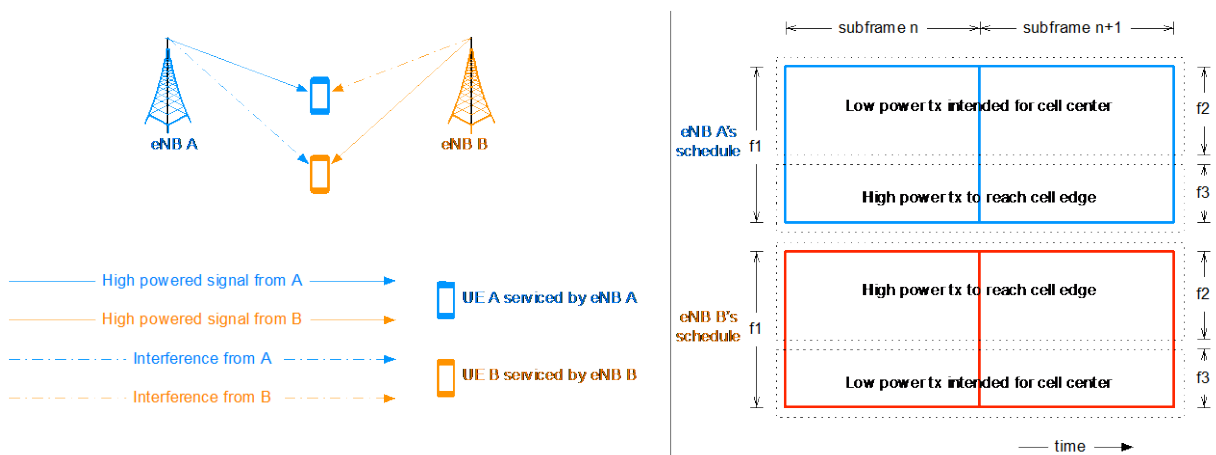 eNB A
eNB B
High powered signal from A
High powered signal from B
Interference from A
Interference from B
UE A serviced by eNB A
UE B serviced by eNB B
subframe n
subframe n+1
eNB A's
schedule
f1
Low power tx intended for cell center
High power tx to reach cell edge
f2
f3
eNB B's
schedule
f1
High power tx to reach cell edge
Low power tx intended for cell center
f2
f3
time